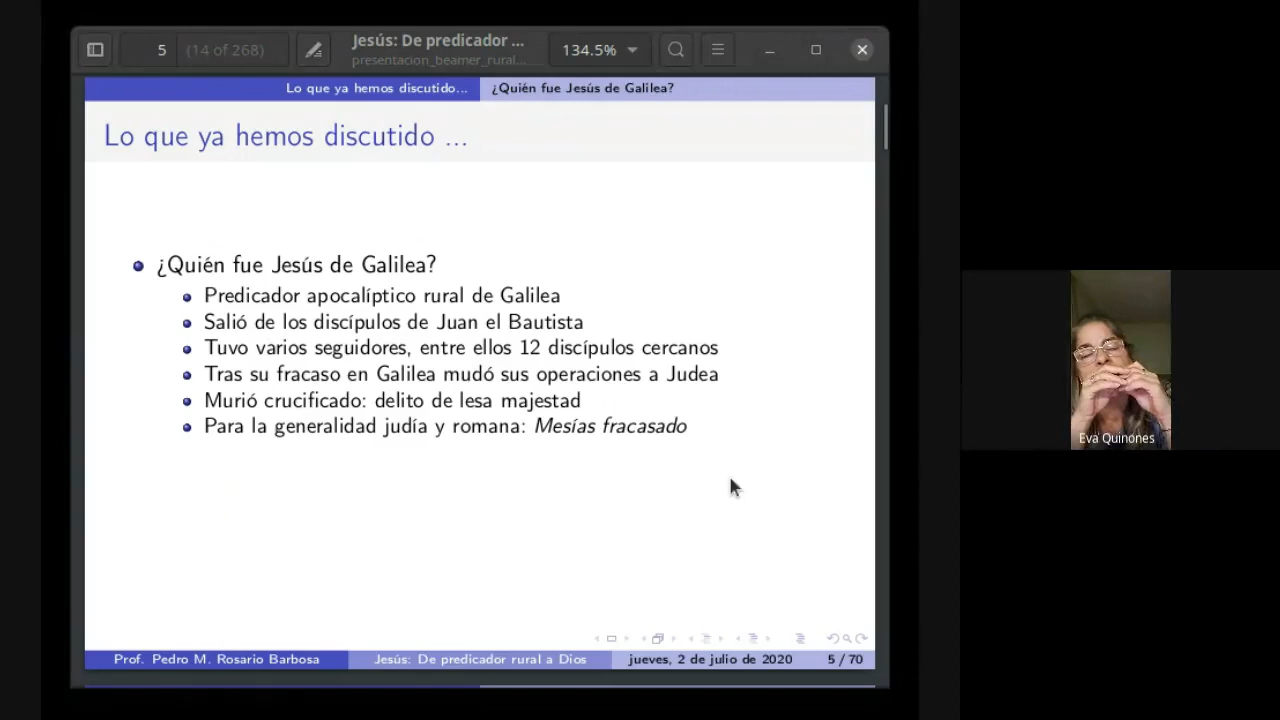 5
(14 of 268)
Jesús: De predicador ...
presentacion_beamer_rural...
134.5%
Lo que ya hemos discutido... ¿Quién fue Jesús de Galilea?
Lo que ya hemos discutido ...
¿Quién fue Jesús de Galilea?
Predicador apocalíptico rural de Galilea
Salió de los discípulos de Juan el Bautista
Tuvo varios seguidores, entre ellos 12 discípulos cercanos
Tras su fracaso en Galilea mudó sus operaciones a Judea
Murió crucificado: delito de lesa majestad
Para la generalidad judía y romana: Mesías fracasado
Prof. Pedro M. Rosario Barbosa Jesús: De predicador rural a Dios jueves, 2 de julio de 2020 5 / 70
Eva Quinones